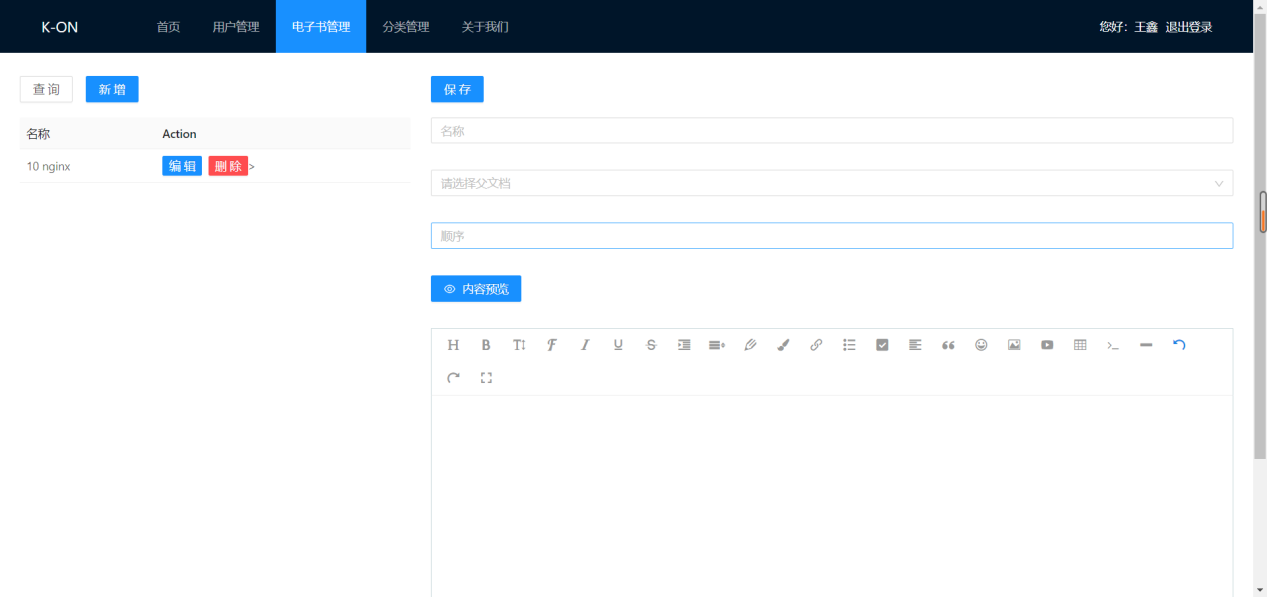 K-ON 首页 用户管理 电子书管理 分类管理 关于我们 您好：王鑫 退出登录
查 询 新 增
名称 Action
10 nginx 编 辑 删 除 >
保 存
名称
请选择父文档
顺序
内容预览